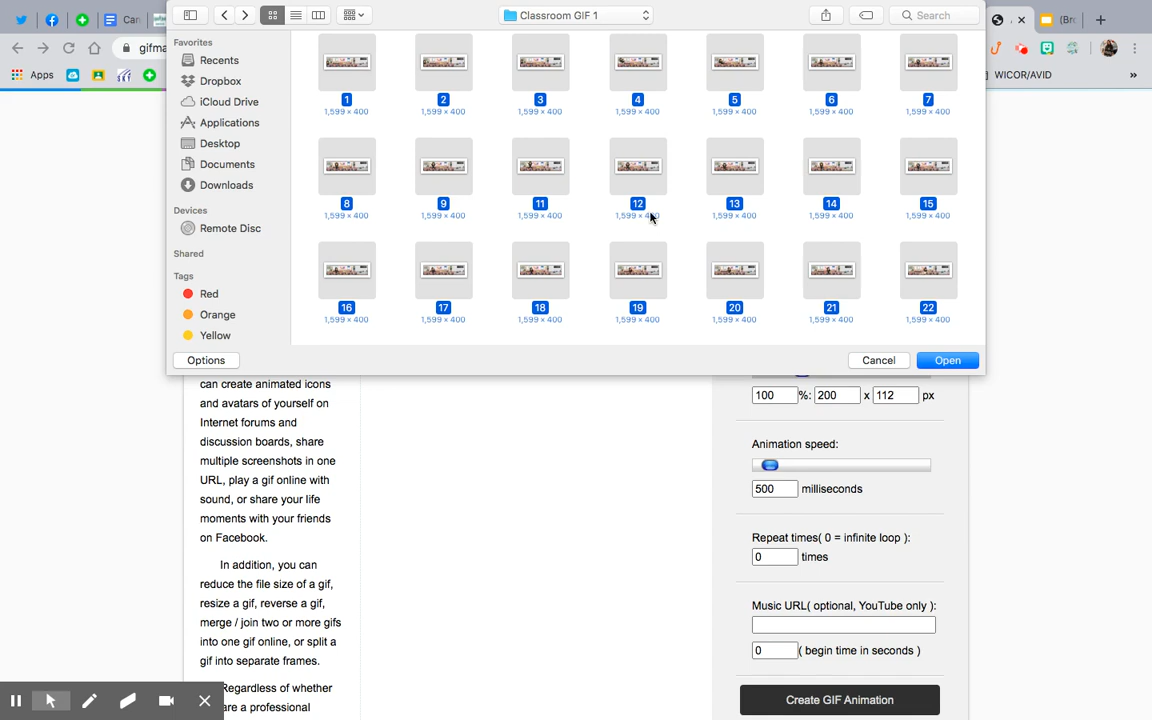 Can
Classroom GIF 1
Search
(Bro
gifma
Apps
WICOR/AVID
»
Favorites
Recents
Dropbox
iCloud Drive
Applications
Desktop
Documents
Downloads
Devices
Remote Disc
Shared
Tags
Red
Orange
Yellow
1 2 3 4 5 6 7
1,599 × 400 1,599 × 400 1,599 × 400 1,599 × 400 1,599 × 400 1,599 × 400 1,599 × 400
8 9 11 12 13 14 15
1,599 × 400 1,599 × 400 1,599 × 400 1,599 × 400 1,599 × 400 1,599 × 400 1,599 × 400
16 17 18 19 20 21 22
1,599 × 400 1,599 × 400 1,599 × 400 1,599 × 400 1,599 × 400 1,599 × 400 1,599 × 400
Options
Cancel
Open
can create animated icons
and avatars of yourself on
Internet forums and
discussion boards, share
multiple screenshots in one
URL, play a gif online with
sound, or share your life
moments with your friends
on Facebook.
In addition, you can
reduce the file size of a gif,
resize a gif, reverse a gif,
merge / join two or more gifs
into one gif online, or split a
gif into separate frames.
Regardless of whether
are a professional
100 %: 200 x 112 px
Animation speed:
500 milliseconds
Repeat times( 0 = infinite loop ):
0 times
Music URL( optional, YouTube only ):
0 ( begin time in seconds )
Create GIF Animation